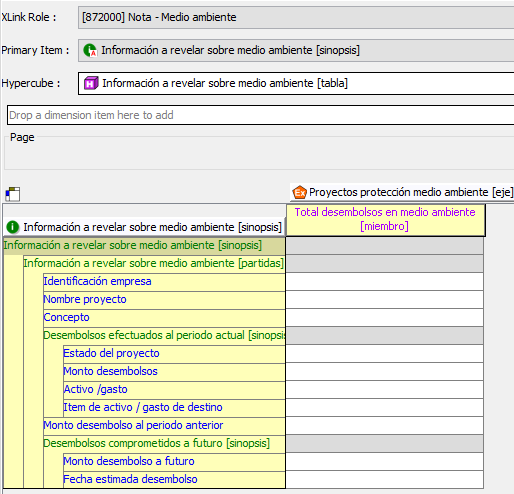 XLink Role : [872000] Nota - Medio ambiente
Primary Item : Información a revelar sobre medio ambiente [sinopsis]
Hypercube : Información a revelar sobre medio ambiente [tabla]
Drop a dimension item here to add
Page
Proyectos protección medio ambiente [eje]
Información a revelar sobre medio ambiente [sinopsis]
Total desembolsos en medio ambiente
[miembro]
Información a revelar sobre medio ambiente [sinopsis]
Información a revelar sobre medio ambiente [partidas]
Identificación empresa
Nombre proyecto
Concepto
Desembolsos efectuados al periodo actual [sinopsis
Estado del proyecto
Monto desembolsos
Activo /gasto
Item de activo / gasto de destino
Monto desembolso al periodo anterior
Desembolsos comprometidos a futuro [sinopsis]
Monto desembolso a futuro
Fecha estimada desembolso